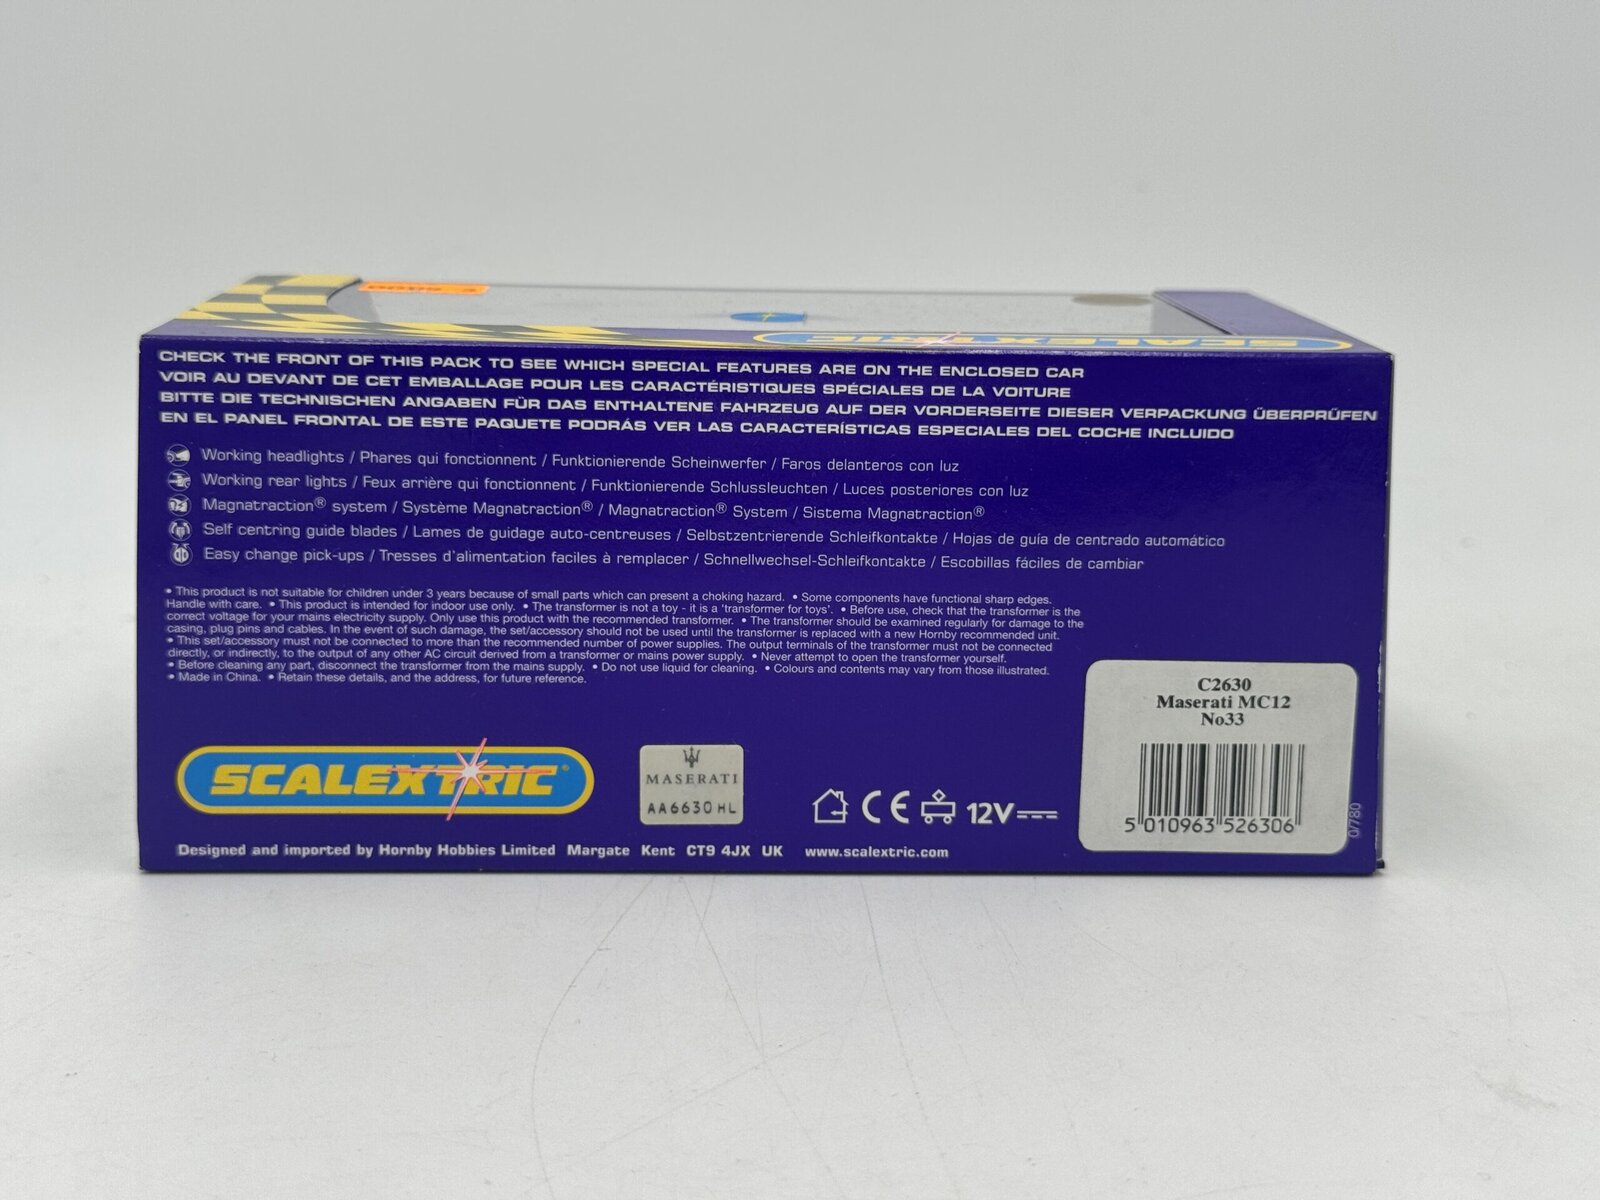 SCALEXTRIC
CHECK THE FRONT OF THIS PACK TO SEE WHICH SPECIAL FEATURES ARE ON THE ENCLOSED CAR
VOIR AU DEVANT DE CET EMBALLAGE POUR LES CARACTÉRISTIQUES SPÉCIALES DE LA VOITURE
BITTE DIE TECHNISCHEN ANGABEN FÜR DAS ENTHALTENE FAHRZEUG AUF DER VORDERSEITE DIESER VERPACKUNG ÜBERPRÜFEN
EN EL PANEL FRONTAL DE ESTE PAQUETE PODRÁS VER LAS CARACTERÍSTICAS ESPECIALES DEL COCHE INCLUIDO
Working headlights / Phares qui fonctionnent / Funktionierende Scheinwerfer / Faros delanteros con luz
Working rear lights / Feux arrière qui fonctionnent / Funktionierende Schlussleuchten / Luces posteriores con luz
Magnatraction® system / Système Magnatraction® / Magnatraction® System / Sistema Magnatraction®
Self centring guide blades / Lames de guidage auto-centreuses / Selbstzentrierende Schleifkontakte / Hojas de guía de centrado automático
Easy change pick-ups / Tresses d'alimentation faciles à remplacer / Schnellwechsel-Schleifkontakte / Escobillas fáciles de cambiar
• This product is not suitable for children under 3 years because of small parts which can present a choking hazard. • Some components have functional sharp edges.
Handle with care. • This product is intended for indoor use only. • The transformer is not a toy - it is a 'transformer for toys'. • Before use, check that the transformer is the
correct voltage for your mains electricity supply. Only use this product with the recommended transformer. • The transformer should be examined regularly for damage to the
casing, plug pins and cables. In the event of such damage, the set/accessory should not be used until the transformer is replaced with a new Hornby recommended unit.
• This set/accessory must not be connected to more than the recommended number of power supplies. The output terminals of the transformer must not be connected
directly, or indirectly, to the output of any other AC circuit derived from a transformer or mains power supply. • Never attempt to open the transformer yourself.
• Before cleaning any part, disconnect the transformer from the mains supply. • Do not use liquid for cleaning. • Colours and contents may vary from those illustrated.
• Made in China. • Retain these details, and the address, for future reference.
C2630
Maserati MC12
No33
5 010963 526306
0/780
SCALEXTRIC®
MASERATI
AA6630HL
CE 12V
Designed and imported by Hornby Hobbies Limited Margate Kent CT9 4JX UK www.scalextric.com